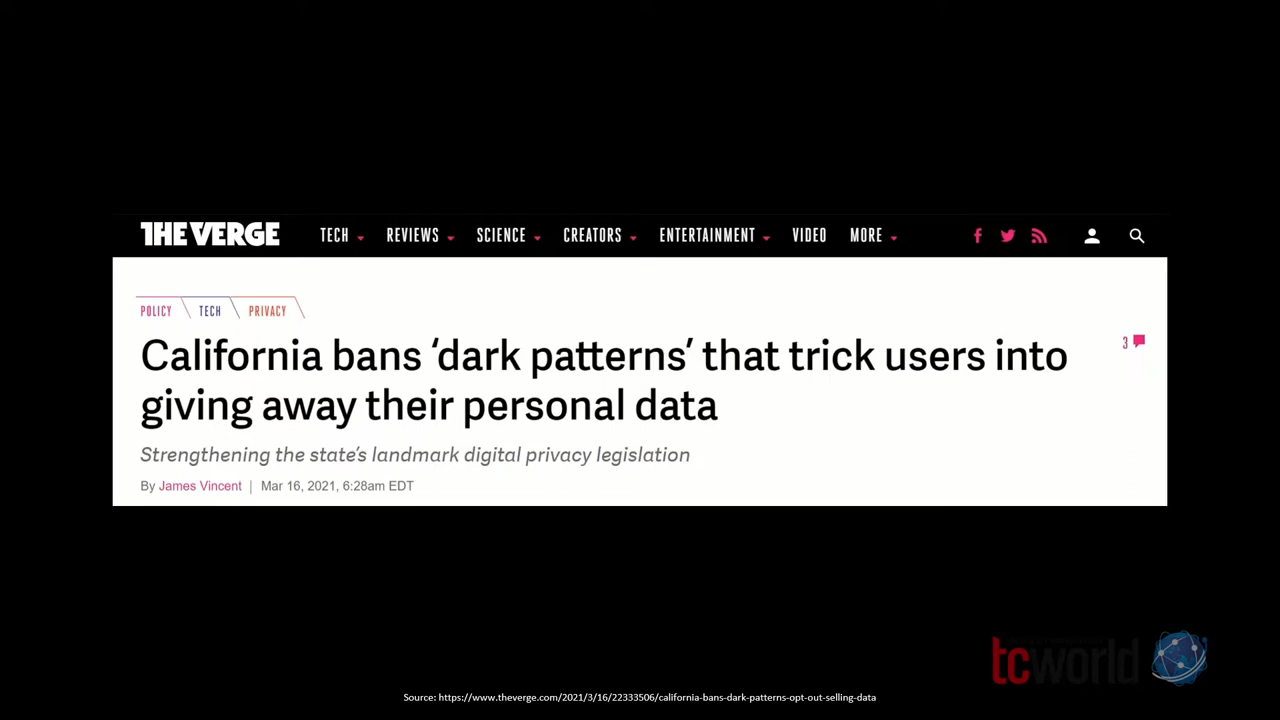 THE VERGE TECH REVIEWS SCIENCE CREATORS ENTERTAINMENT VIDEO MORE
POLICY TECH PRIVACY
California bans ‘dark patterns’ that trick users into
3
giving away their personal data
Strengthening the state’s landmark digital privacy legislation
By James Vincent | Mar 16, 2021, 6:28am EDT
tcworld
Source: https://www.theverge.com/2021/3/16/22333506/california-bans-dark-patterns-opt-out-selling-data